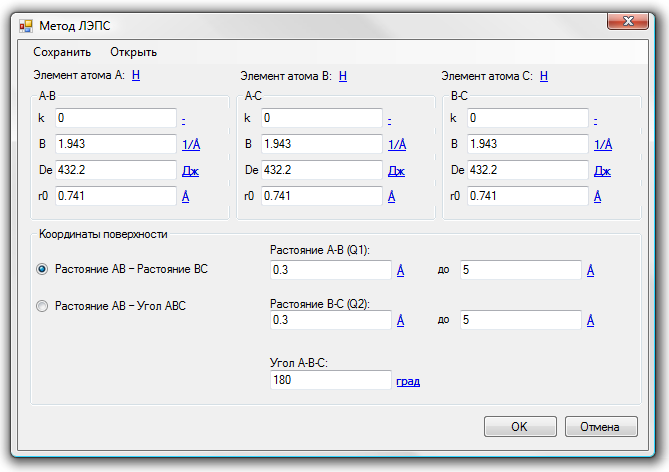 Метод ЛЭПС
Сохранить Открыть
Элемент атома A: H Элемент атома B: H Элемент атома C: H
A-B A-C B-C
k 0 - k 0 - k 0 -
B 1.943 1/Å B 1.943 1/Å B 1.943 1/Å
De 432.2 Дж De 432.2 Дж De 432.2 Дж
r0 0.741 Å r0 0.741 Å r0 0.741 Å
Координаты поверхности
Растояние A-B (Q1):
Растояние AB – Растояние BC 0.3 Å до 5 Å
Растояние B-C (Q2):
Растояние AB – Угол ABC 0.3 Å до 5 Å
Угол A-B-C:
180 град
OK Отмена